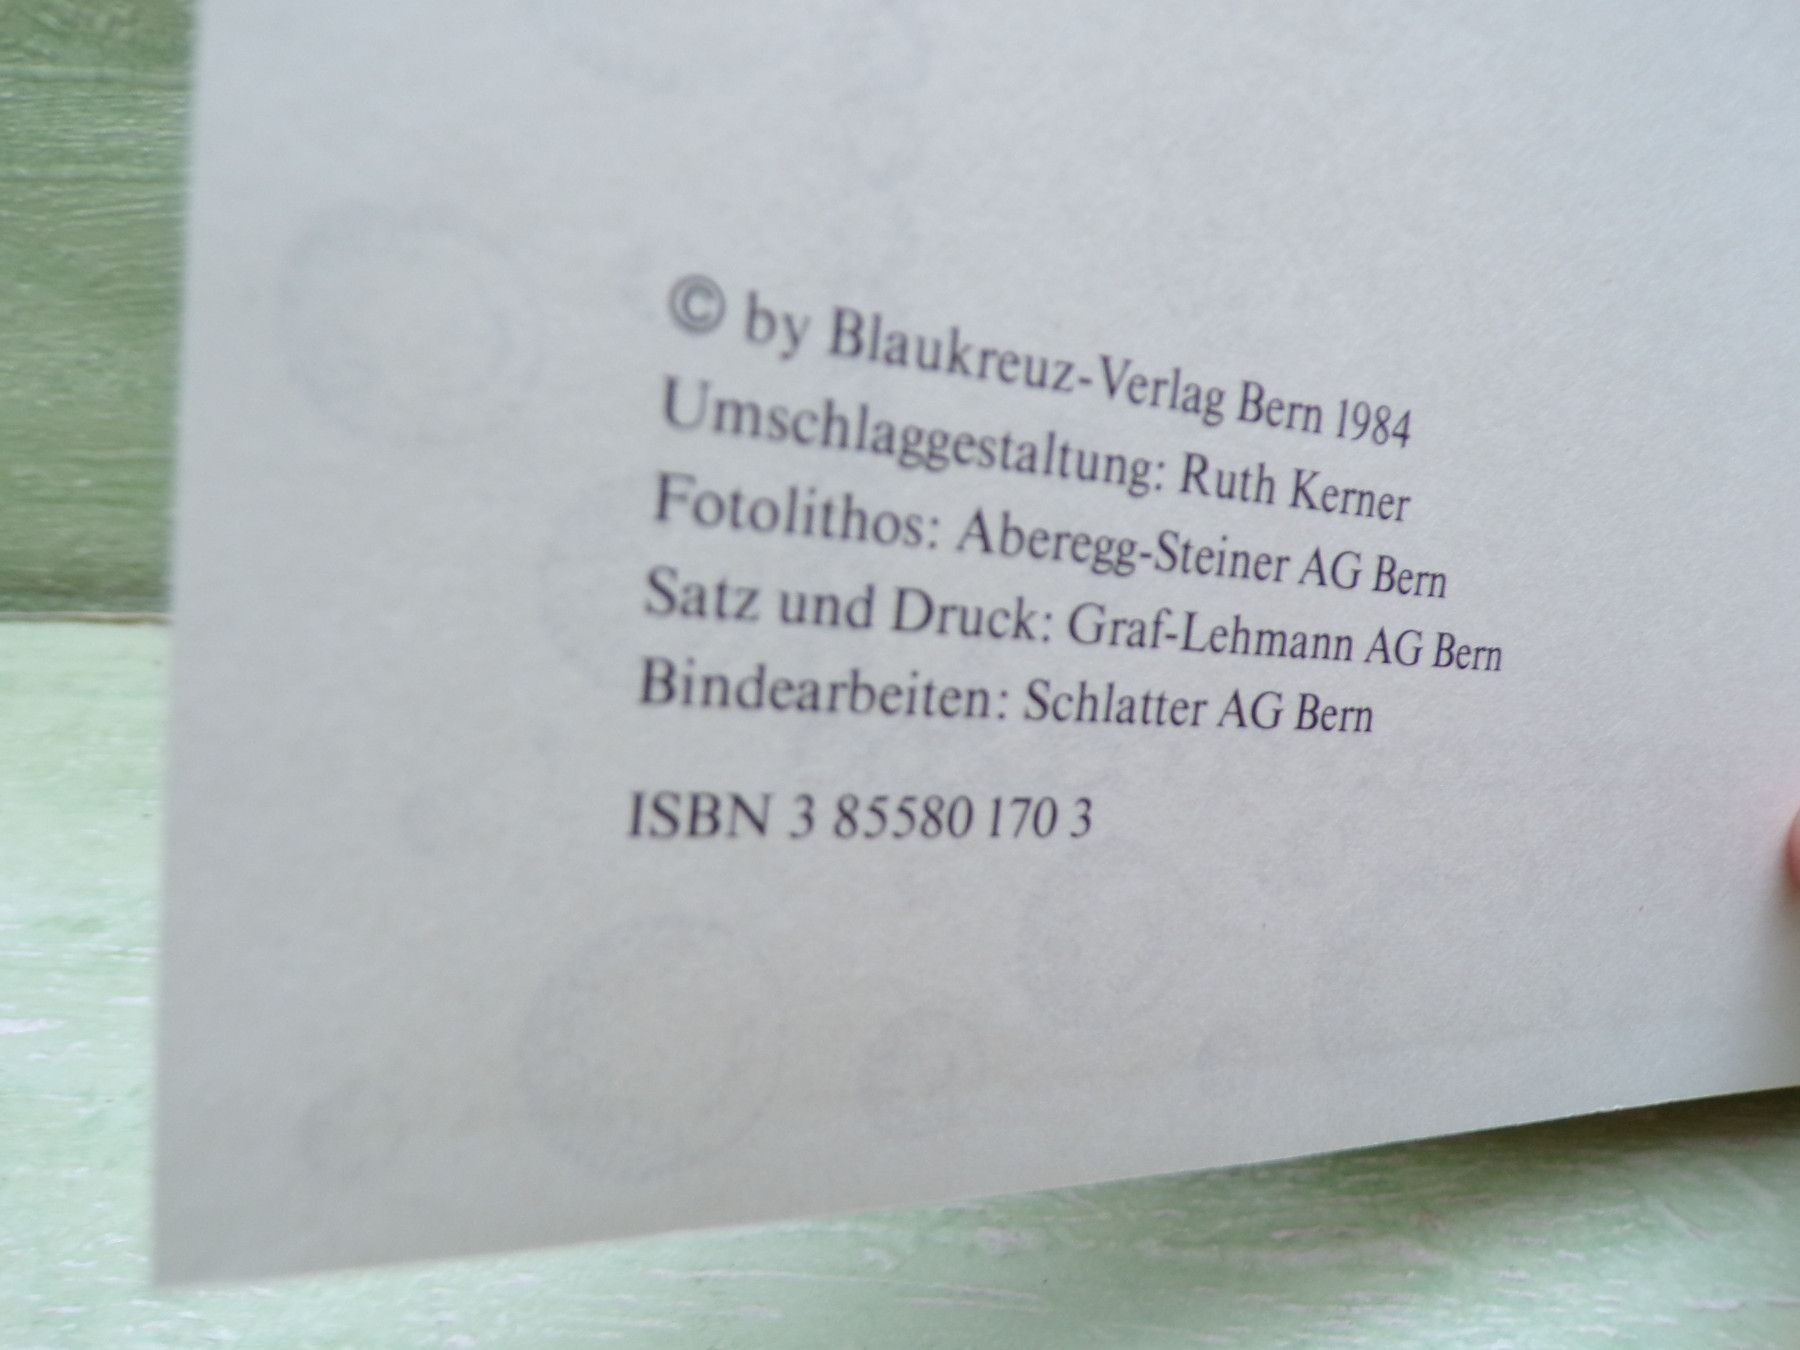 © by Blaukreuz-Verlag Bern 1984
Umschlaggestaltung: Ruth Kerner
Fotolithos: Aberegg-Steiner AG Bern
Satz und Druck: Graf-Lehmann AG Bern
Bindearbeiten: Schlatter AG Bern
ISBN 3 85580 170 3